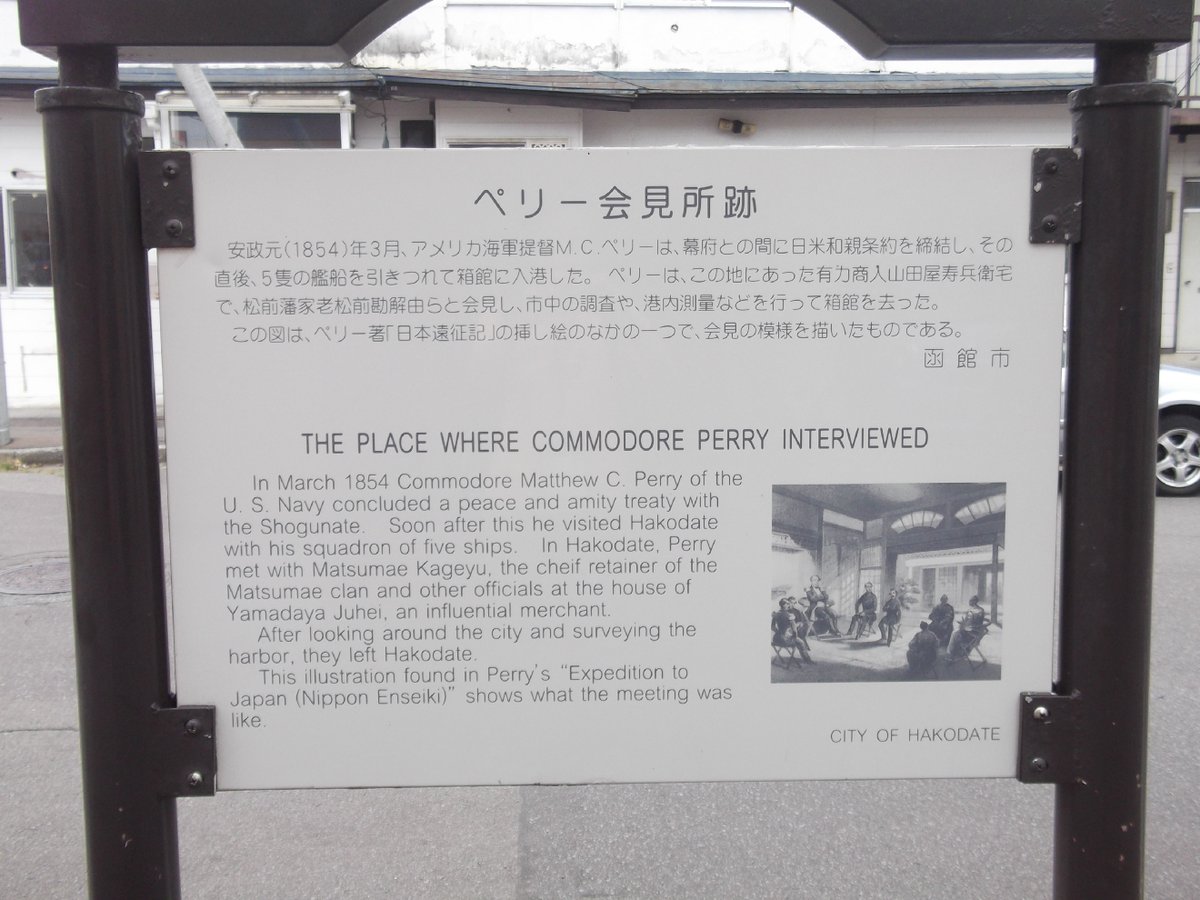 ペリー会見所跡
安政元(1854)年3月、アメリカ海軍提督M.C.ペリーは、幕府との間に日米和親条約を締結し、その
直後、5隻の艦船を引きつれて箱館に入港した。 ペリーは、この地にあった有力商人山田屋寿兵衛宅
で、松前藩家老松前勘解由らと会見し、市中の調査や、港内測量などを行って箱館を去った。
この図は、ペリー著「日本遠征記」の挿し絵のなかの一つで、会見の模様を描いたものである。
函館市
THE PLACE WHERE COMMODORE PERRY INTERVIEWED
In March 1854 Commodore Matthew C. Perry of the
U. S. Navy concluded a peace and amity treaty with
the Shogunate. Soon after this he visited Hakodate
with his squadron of five ships. In Hakodate, Perry
met with Matsumae Kageyu, the cheif retainer of the
Matsumae clan and other officials at the house of
Yamadaya Juhei, an influential merchant.
After looking around the city and surveying the
harbor, they left Hakodate.
This illustration found in Perry's "Expedition to
Japan (Nippon Enseiki)" shows what the meeting was
like.
CITY OF HAKODATE